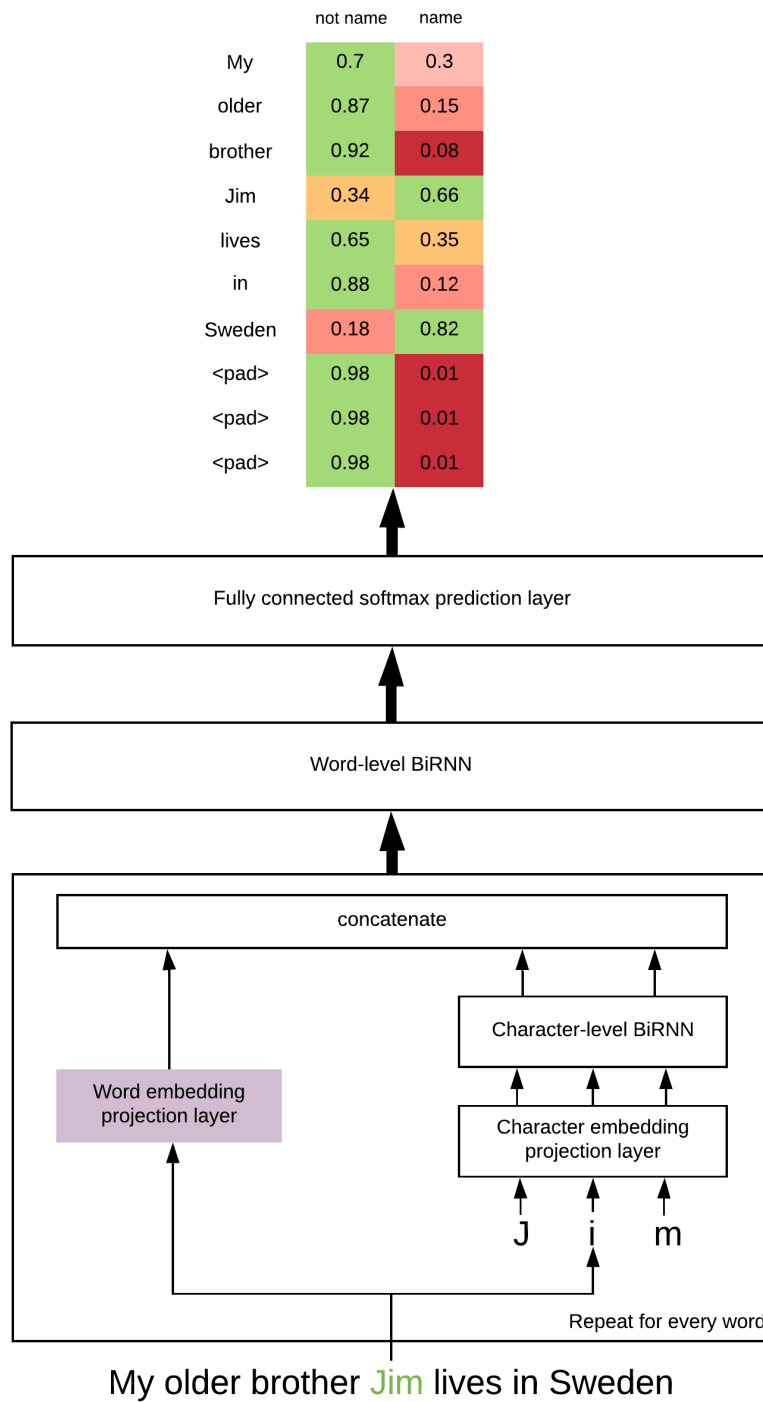 not name name
My 0.7 0.3
older 0.87 0.15
brother 0.92 0.08
Jim 0.34 0.66
lives 0.65 0.35
in 0.88 0.12
Sweden 0.18 0.82
<pad> 0.98 0.01
<pad> 0.98 0.01
<pad> 0.98 0.01
Fully connected softmax prediction layer
Word-level BiRNN
concatenate
Character-level BiRNN
Word embedding
projection layer
Character embedding
projection layer
J i m
Repeat for every word
My older brother Jim lives in Sweden